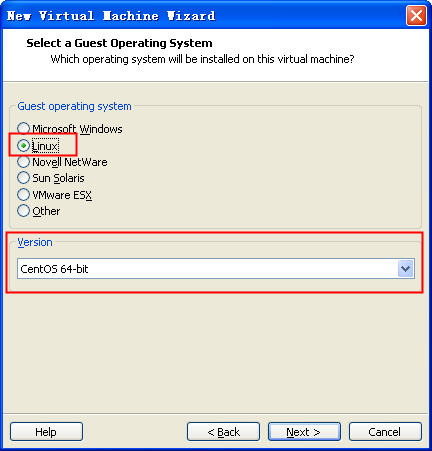 New Virtual Machine Wizard
Select a Guest Operating System
Which operating system will be installed on this virtual machine?
Guest operating system
Microsoft Windows
Linux
Novell NetWare
Sun Solaris
VMware ESX
Other
Version
CentOS 64-bit
Help
< Back
Next >
Cancel